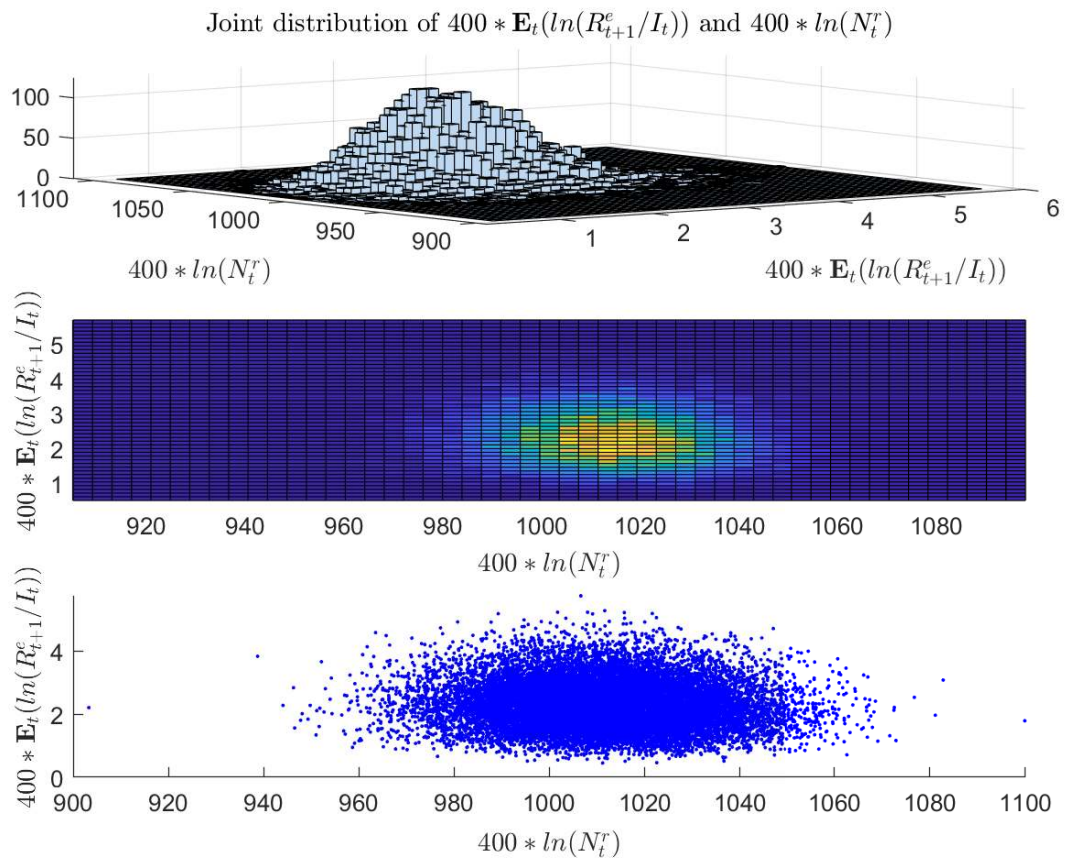 Joint distribution of 400 ∗ E_t(ln(R^e_{t+1}/I_t)) and 400 ∗ ln(N^r_t)
100
50
0
1100
1050
1000
950
900
1
2
3
4
5
6
400 ∗ ln(N^r_t)
400 ∗ E_t(ln(R^e_{t+1}/I_t))
400 ∗ E_t(ln(R^e_{t+1}/I_t))
5
4
3
2
1
920 940 960 980 1000 1020 1040 1060 1080
400 ∗ ln(N^r_t)
400 ∗ E_t(ln(R^e_{t+1}/I_t))
4
2
0
900 920 940 960 980 1000 1020 1040 1060 1080 1100
400 ∗ ln(N^r_t)